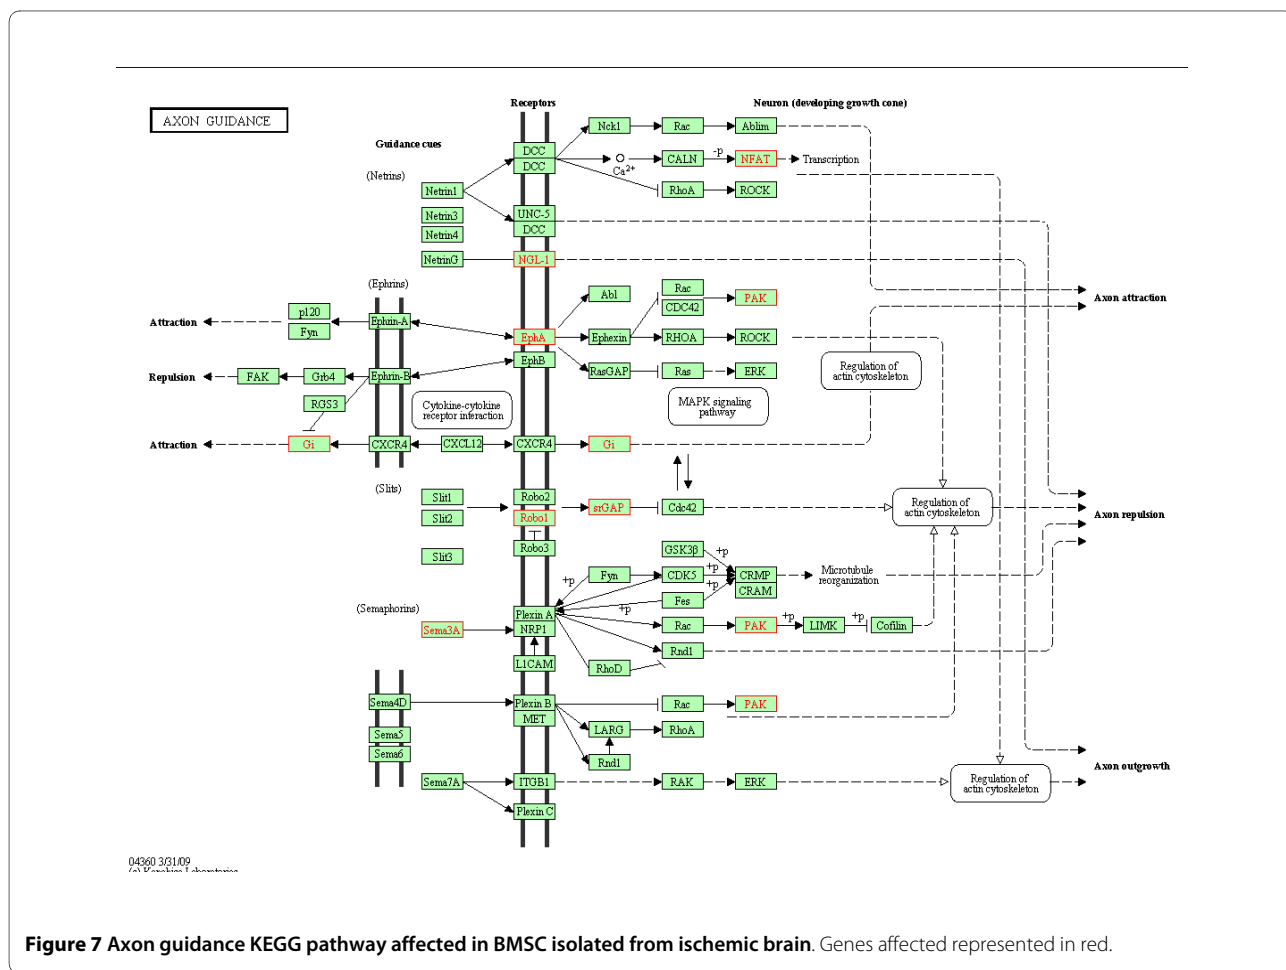 Receptors
Neuron (developing growth cone)
AXON GUIDANCE
Guidance cues
Nck1
Rac
Ablim
DCC
DCC
Ca2+
CALN
-p
NFAT
Transcription
(Netrins)
Netrin1
RhoA
ROCK
Netrin3
UNC-5
Netrin4
DCC
NetrinG
NGL-1
(Ephrins)
Abl
Rac
CDC42
PAK
Axon attraction
p120
Fyn
Attraction
Ephrin-A
EphA
Ephexin
RHOA
ROCK
EphB
Regulation of
actin cytoskeleton
Repulsion
FAK
Grb4
Ephrin-B
RasGAP
Ras
ERK
RGS3
Cytokine-cytokine
receptor interaction
MAPK signaling
pathway
Attraction
Gi
CXCR4
CXCL12
CXCR4
Gi
(Slits)
Slit1
Slit2
Slit3
Robo2
Robo1
Robo3
srGAP
Cdc42
Regulation of
actin cytoskeleton
Axon repulsion
GSK3β
+p
+p
Fyn
CDK5
+p
CRMP
CRAM
Microtubule
reorganization
Fes
+p
+p
(Semaphorins)
Plexin A
Sema3A
NRP1
Rac
PAK
+p
LIMK
+p
Cofilin
Rnd1
L1CAM
RhoD
Sema4D
Plexin B
MET
Rac
PAK
Sema5
Sema6
LARG
RhoA
Rnd1
Sema7A
ITGB1
RAK
ERK
Regulation of
actin cytoskeleton
Axon outgrowth
Plexin C
04360 3/31/09
(c) Kanehisa Laboratories
Figure 7 Axon guidance KEGG pathway affected in BMSC isolated from ischemic brain. Genes affected represented in red.